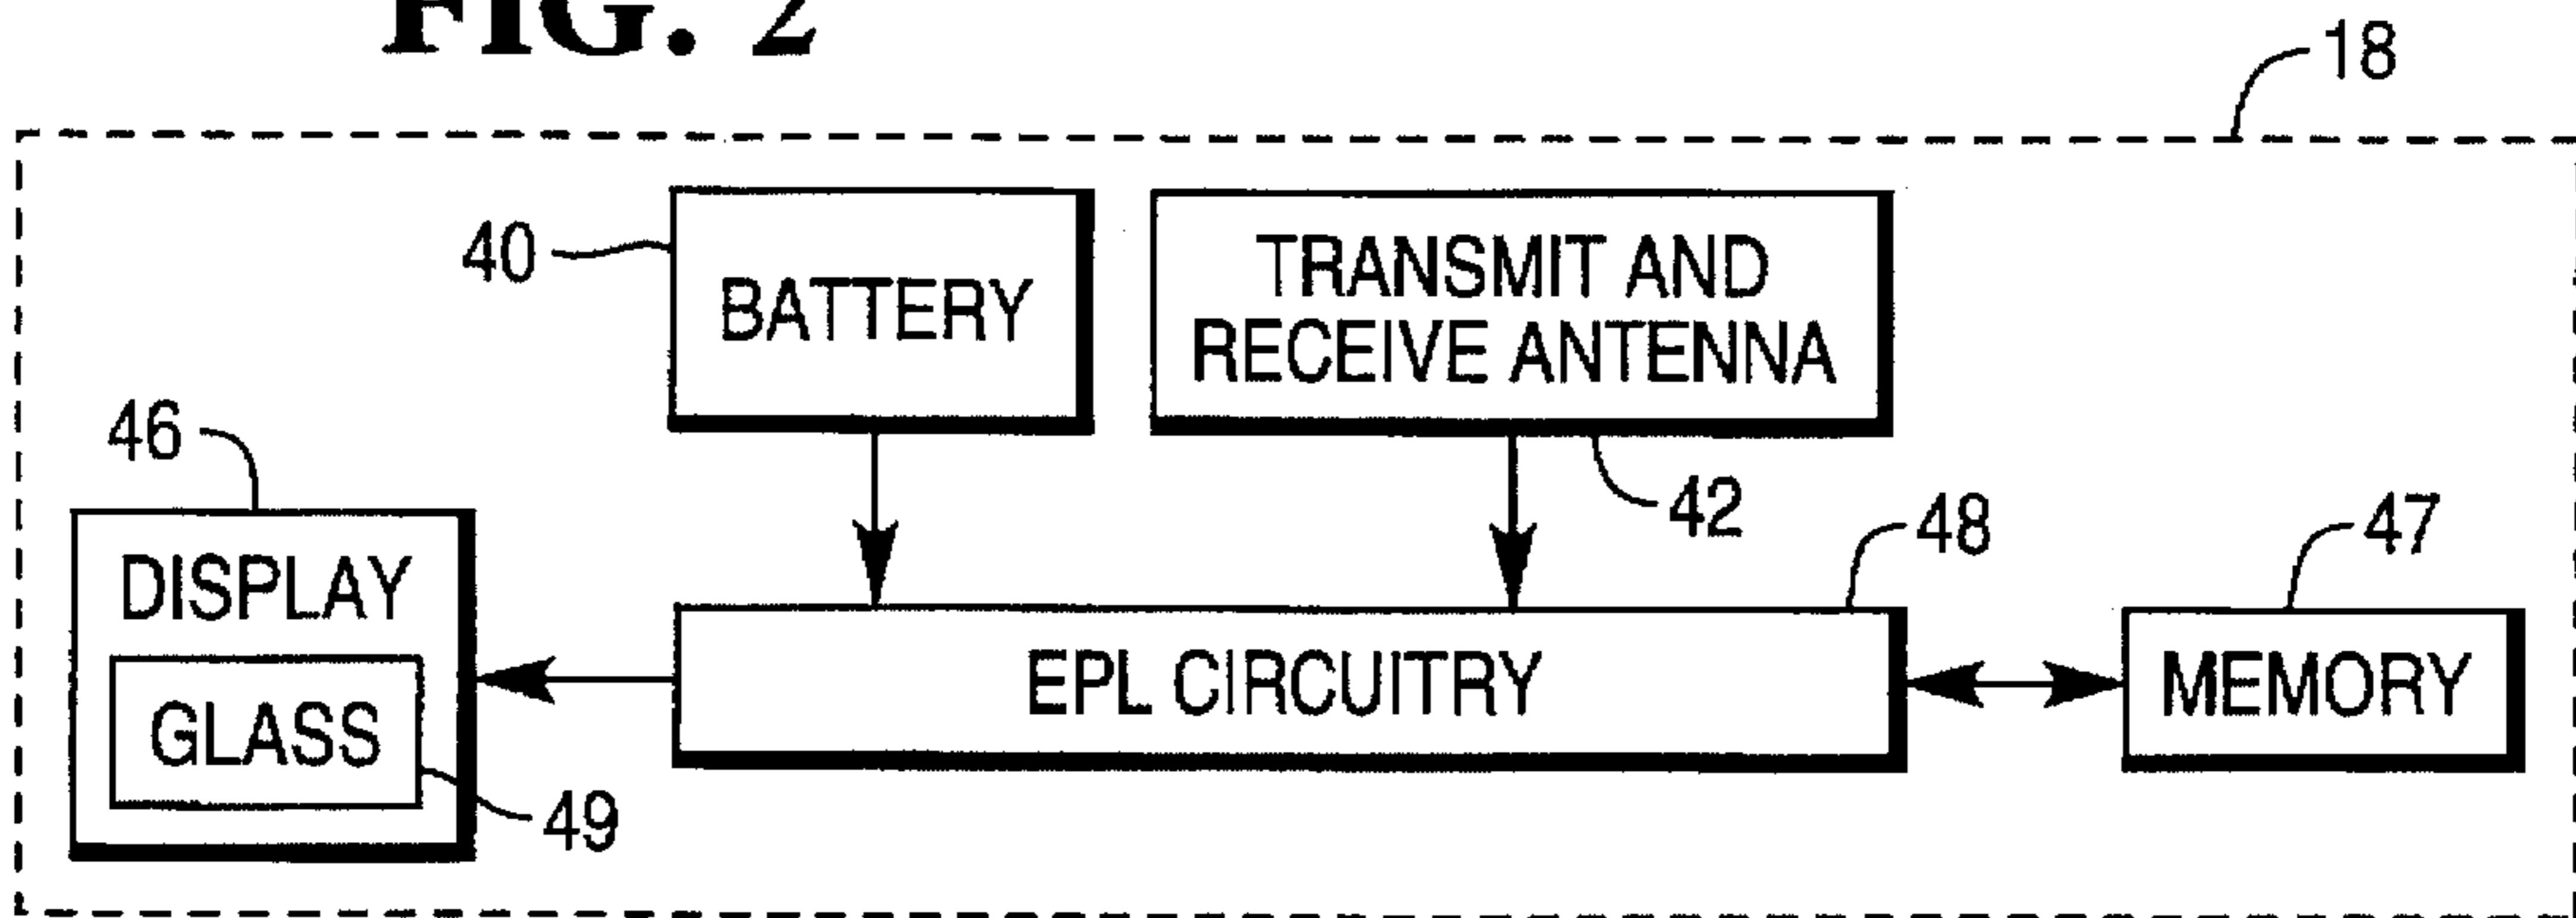 FIG. 2
18
40
BATTERY
TRANSMIT AND
RECEIVE ANTENNA
46
42
48
47
DISPLAY
GLASS
49
EPL CIRCUITRY
MEMORY